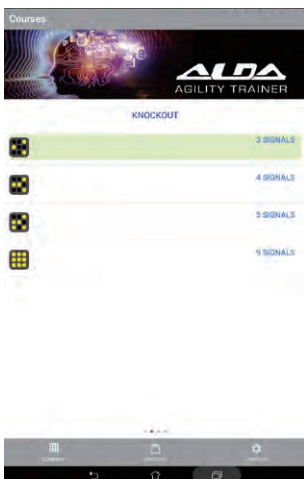 Courses
ALDA
AGILITY TRAINER
KNOCKOUT
3 SIGNALS
4 SIGNALS
5 SIGNALS
9 SIGNALS